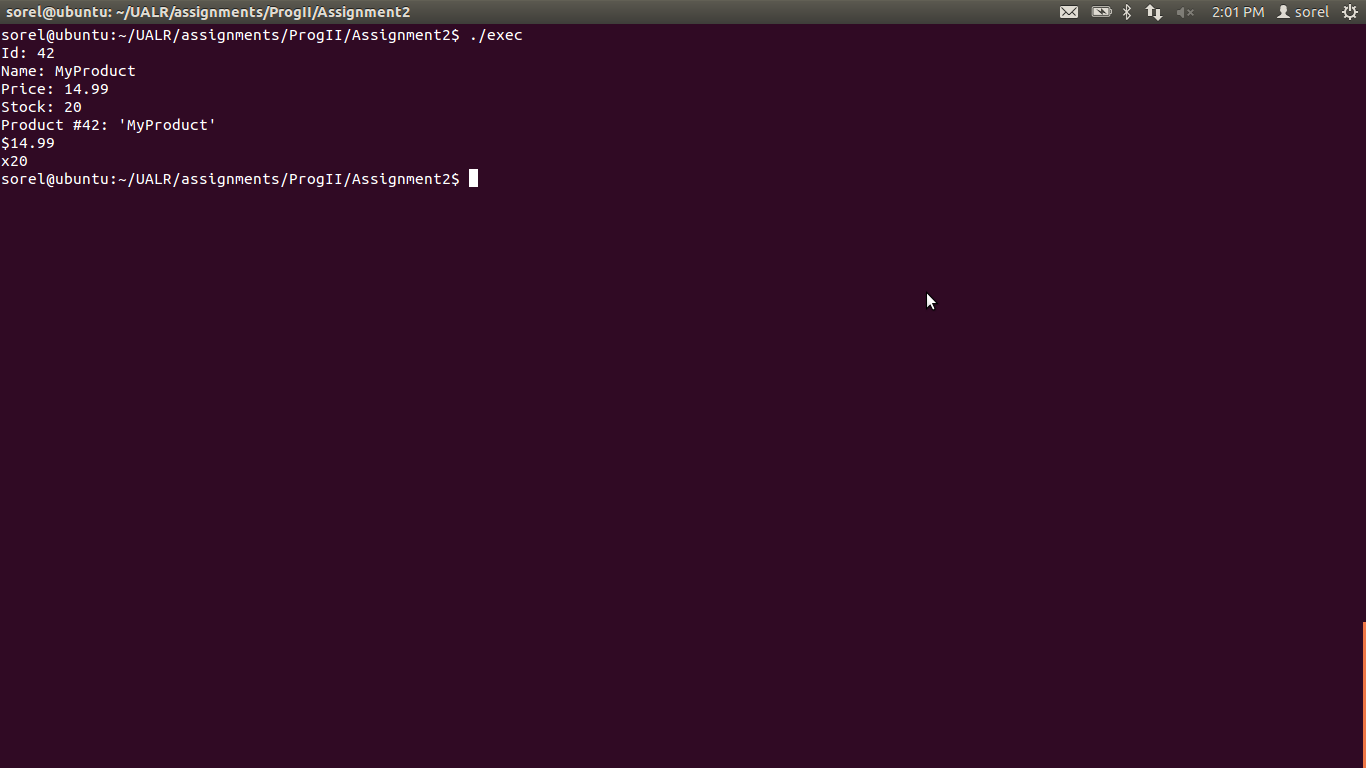 sorel@ubuntu: ~/UALR/assignments/ProgII/Assignment2 2:01 PM sorel
sorel@ubuntu:~/UALR/assignments/ProgII/Assignment2$ ./exec
Id: 42
Name: MyProduct
Price: 14.99
Stock: 20
Product #42: 'MyProduct'
$14.99
x20
sorel@ubuntu:~/UALR/assignments/ProgII/Assignment2$